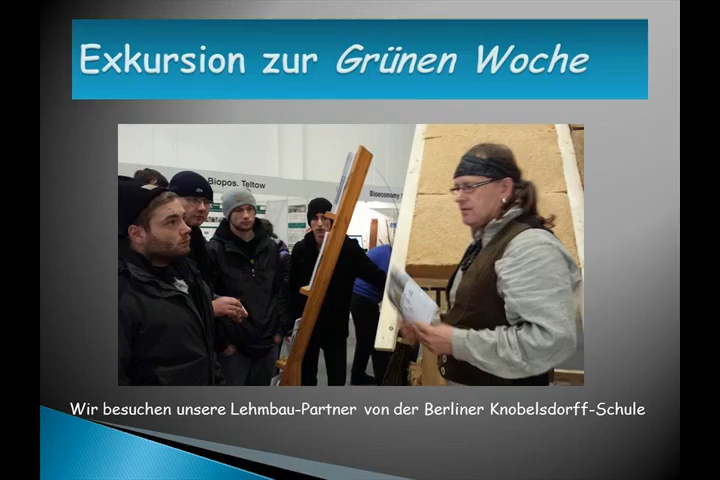 Exkursion zur Grünen Woche
Biopos. Teltow
Bioeconomy
Wir besuchen unsere Lehmbau-Partner von der Berliner Knobelsdorff-Schule